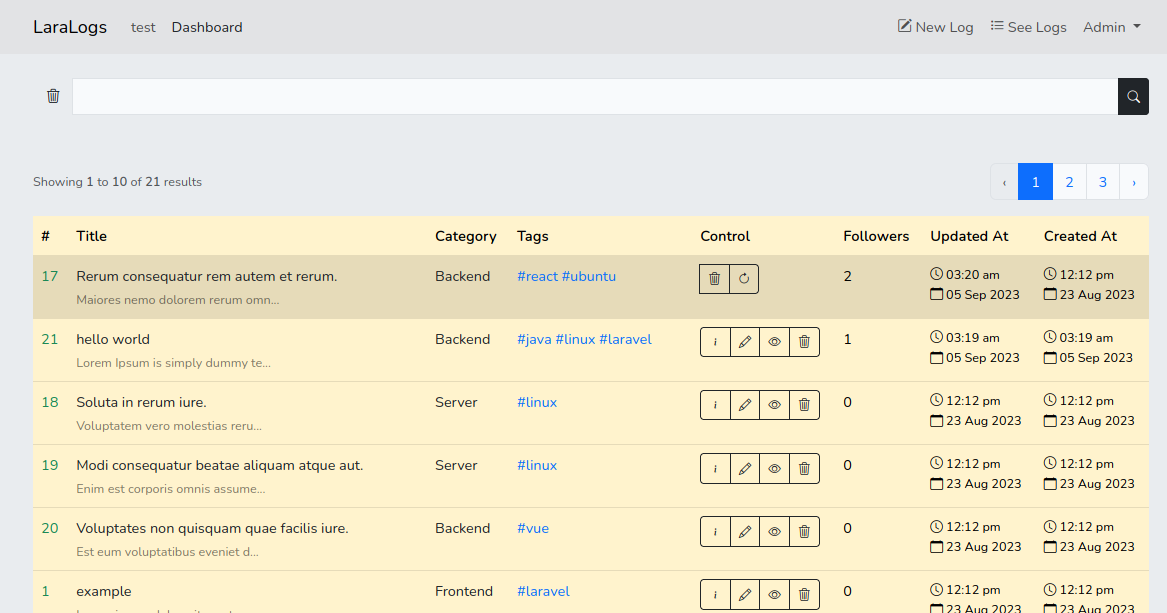 LaraLogs test Dashboard New Log See Logs Admin
Showing 1 to 10 of 21 results ‹ 1 2 3 ›
# Title Category Tags Control Followers Updated At Created At
17 Rerum consequatur rem autem et rerum. Backend #react #ubuntu 2 03:20 am 12:12 pm
Maiores nemo dolorem rerum omn... 05 Sep 2023 23 Aug 2023
21 hello world Backend #java #linux #laravel i 1 03:19 am 03:19 am
Lorem Ipsum is simply dummy te... 05 Sep 2023 05 Sep 2023
18 Soluta in rerum iure. Server #linux i 0 12:12 pm 12:12 pm
Voluptatem vero molestias reru... 23 Aug 2023 23 Aug 2023
19 Modi consequatur beatae aliquam atque aut. Server #linux i 0 12:12 pm 12:12 pm
Enim est corporis omnis assume... 23 Aug 2023 23 Aug 2023
20 Voluptates non quisquam quae facilis iure. Backend #vue i 0 12:12 pm 12:12 pm
Est eum voluptatibus eveniet d... 23 Aug 2023 23 Aug 2023
1 example Frontend #laravel i 0 12:12 pm 12:12 pm
23 Aug 2023 23 Aug 2023